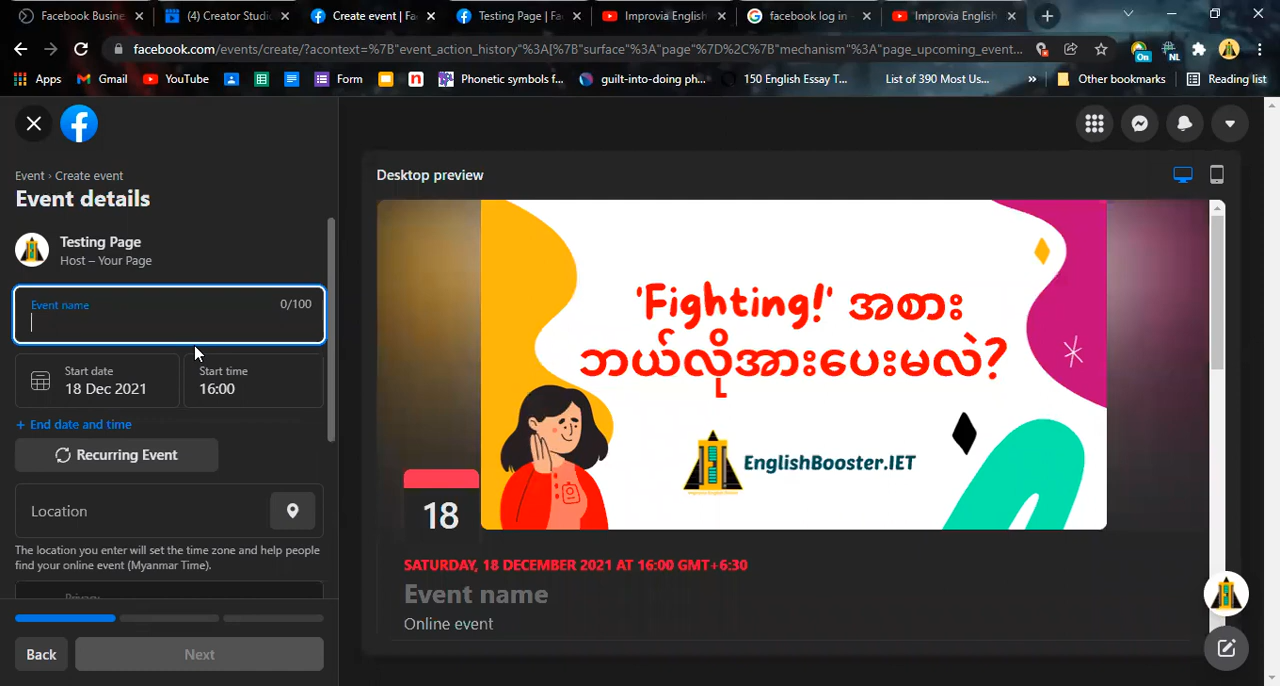 Facebook Busine
(4) Creator Studi
Create event | Fa
Testing Page | Fa
Improvia English
facebook log in -
Improvia English
facebook.com/events/create/?acontext=%7B"event_action_history"%3A[%7B"surface"%3A"page"%7D%2C%7B"mechanism"%3A"page_upcoming_event...
On
NL
Apps
Gmail
YouTube
Form
Phonetic symbols f...
guilt-into-doing ph...
150 English Essay T...
List of 390 Most Us...
»
Other bookmarks
Reading list
Event › Create event
Event details
Testing Page
Host – Your Page
Event name
0/100
Start date
18 Dec 2021
Start time
16:00
+ End date and time
Recurring Event
Location
The location you enter will set the time zone and help people
find your online event (Myanmar Time).
Privacy
Back
Next
Desktop preview
'Fighting!' အစား
ဘယ်လိုအားပေးမလဲ?
EnglishBooster.IET
18
SATURDAY, 18 DECEMBER 2021 AT 16:00 GMT+6:30
Event name
Online event